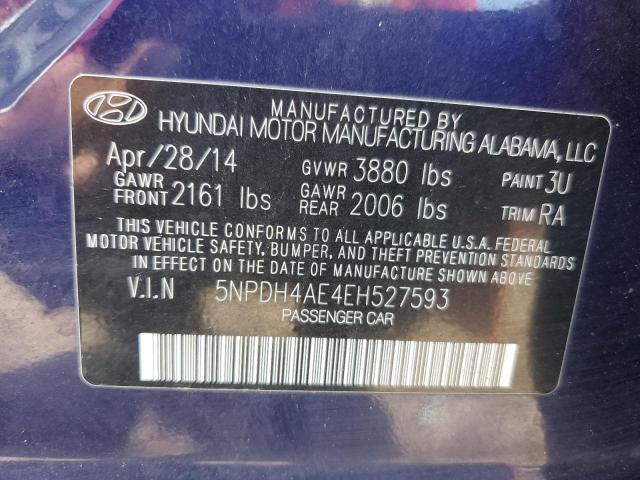 MANUFACTURED BY
HYUNDAI MOTOR MANUFACTURING ALABAMA, LLC
Apr/28/14 GVWR 3880 lbs PAINT 3U
GAWR FRONT 2161 lbs GAWR REAR 2006 lbs TRIM RA
THIS VEHICLE CONFORMS TO ALL APPLICABLE U.S.A. FEDERAL
MOTOR VEHICLE SAFETY, BUMPER, AND THEFT PREVENTION STANDARDS
IN EFFECT ON THE DATE OF MANUFACTURE SHOWN ABOVE.
V.I.N 5NPDH4AE4EH527593
PASSENGER CAR